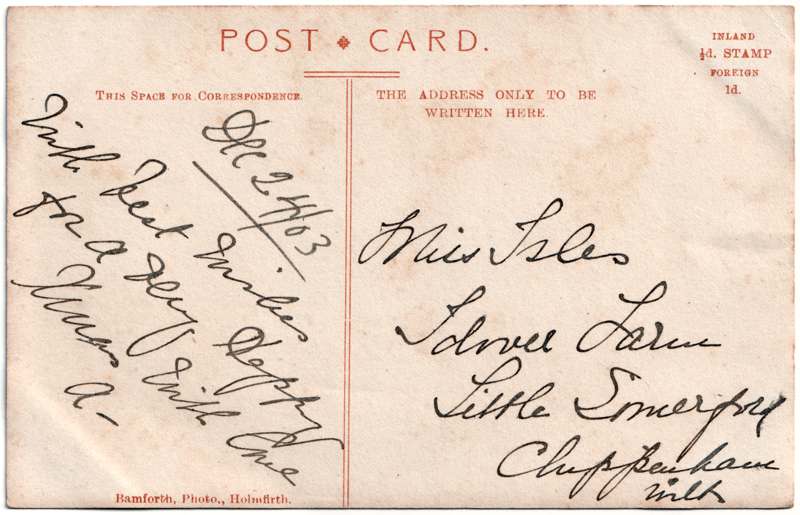 POST CARD.
INLAND
½d. STAMP
FOREIGN
1d.
THIS SPACE FOR CORRESPONDENCE.
THE ADDRESS ONLY TO BE
WRITTEN HERE.
Dec 24/03
With best wishes
for a very happy
Xmas with love
A-
Miss Isles
Idover Farm
Little Somerford
Chippenham
Wilts
Bamforth, Photo., Holmfirth.